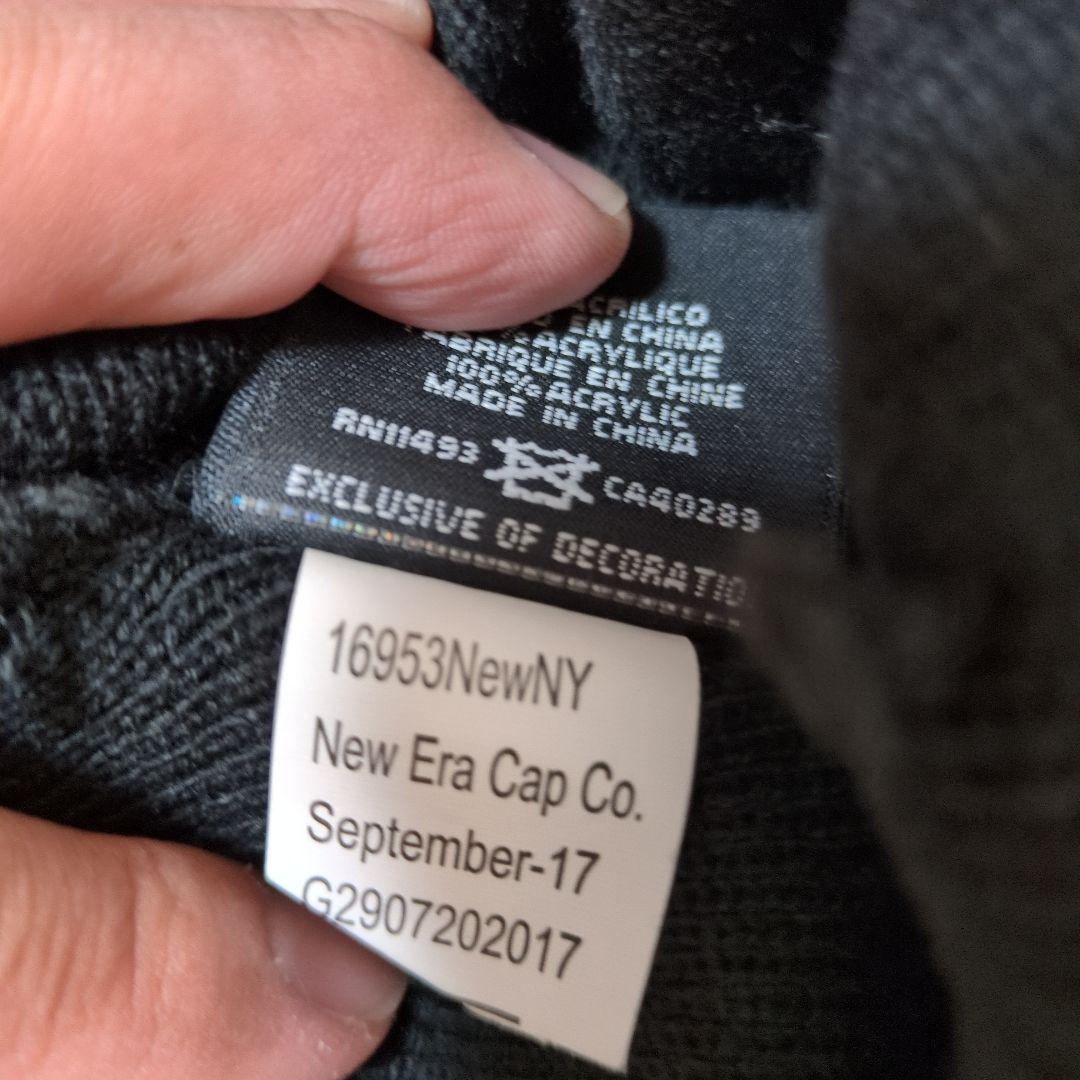 ACRILICO
EN CHINA
ACRYLIQUE
FABRIQUE EN CHINE
100% ACRYLIC
MADE IN CHINA
RN11493 CA40289
EXCLUSIVE OF DECORATIO
16953NewNY
New Era Cap Co.
September-17
G2907202017